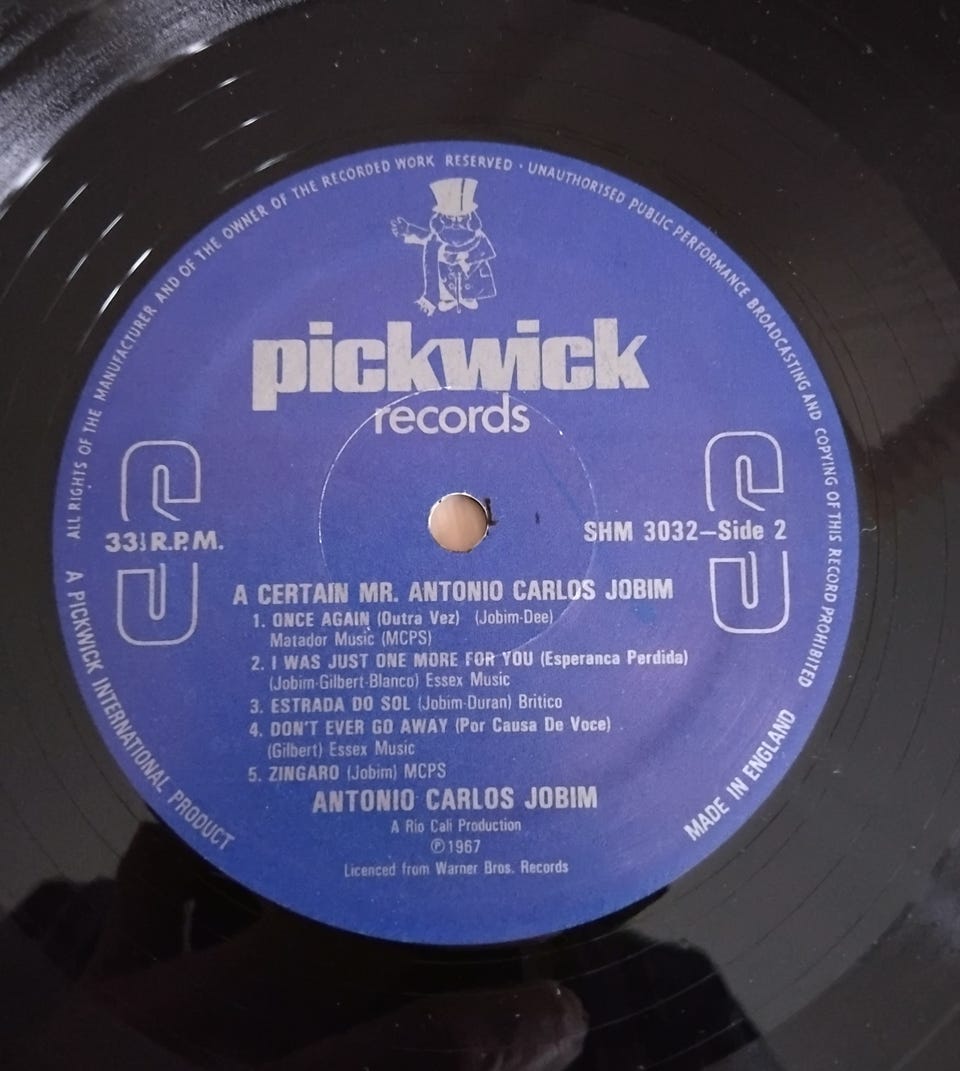 ALL RIGHTS OF THE MANUFACTURER AND OF THE OWNER OF THE RECORDED WORK RESERVED · UNAUTHORISED PUBLIC PERFORMANCE BROADCASTING AND COPYING OF THIS RECORD PROHIBITED
pickwick
records
33⅓ R.P.M.
SHM 3032–Side 2
A CERTAIN MR. ANTONIO CARLOS JOBIM
1. ONCE AGAIN (Outra Vez) (Jobim-Dee)
Matador Music (MCPS)
2. I WAS JUST ONE MORE FOR YOU (Esperanca Perdida)
(Jobim-Gilbert-Blanco) Essex Music
3. ESTRADA DO SOL (Jobim-Duran) Britico
4. DON'T EVER GO AWAY (Por Causa De Voce)
(Gilbert) Essex Music
5. ZINGARO (Jobim) MCPS
ANTONIO CARLOS JOBIM
A Rio Cali Production
℗1967
Licenced from Warner Bros. Records
A PICKWICK INTERNATIONAL PRODUCT
MADE IN ENGLAND